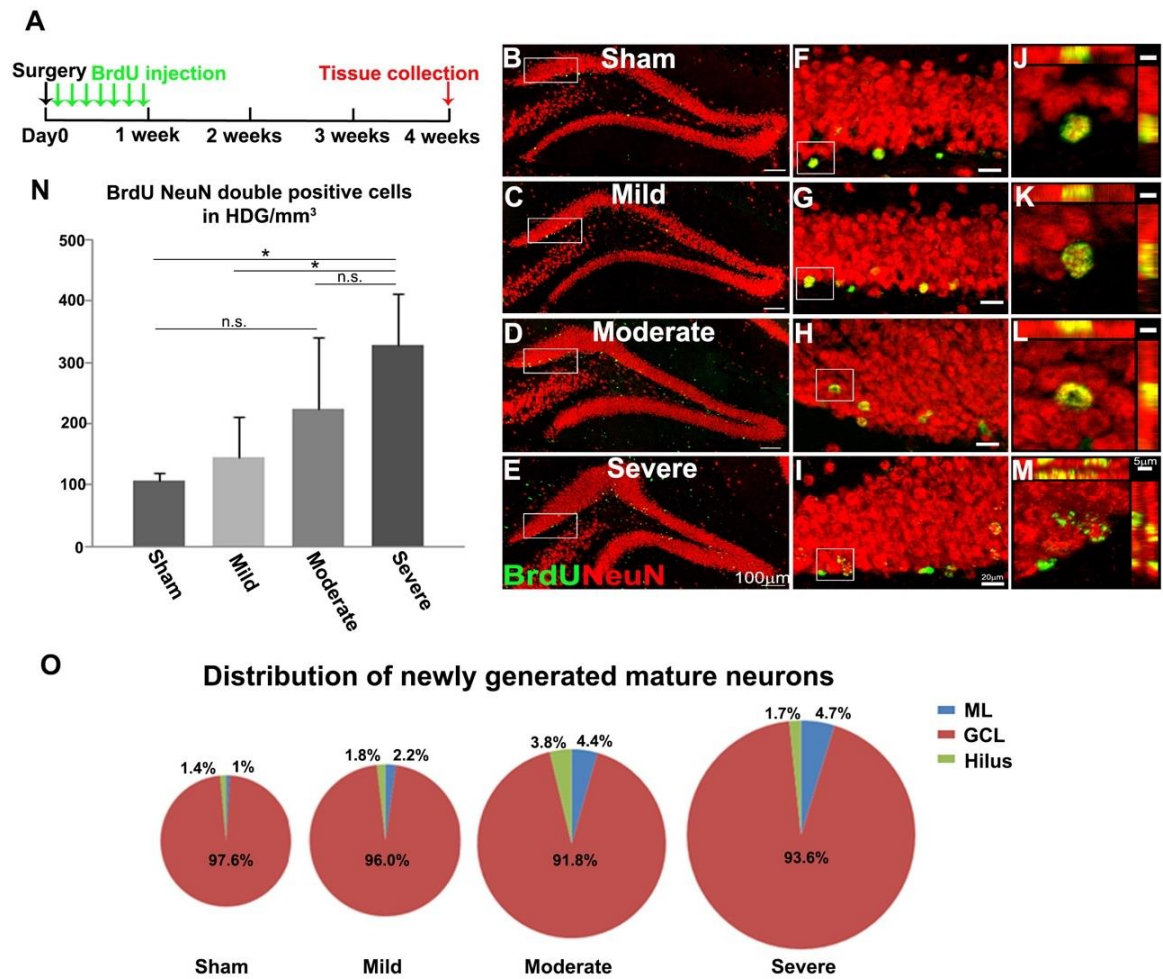 A
Surgery BrdU injection Tissue collection
Day0 1 week 2 weeks 3 weeks 4 weeks
B Sham F J
C Mild G K
D Moderate H L
E Severe I M
5μm
BrdUNeuN 100μm 20μm
N
BrdU NeuN double positive cells
in HDG/mm³
500
*
*
n.s.
400
n.s.
300
200
100
0
Sham Mild Moderate Severe
O
Distribution of newly generated mature neurons
ML
GCL
Hilus
1.4% 1% 1.8% 2.2% 3.8% 4.4% 1.7% 4.7%
97.6% 96.0% 91.8% 93.6%
Sham Mild Moderate Severe